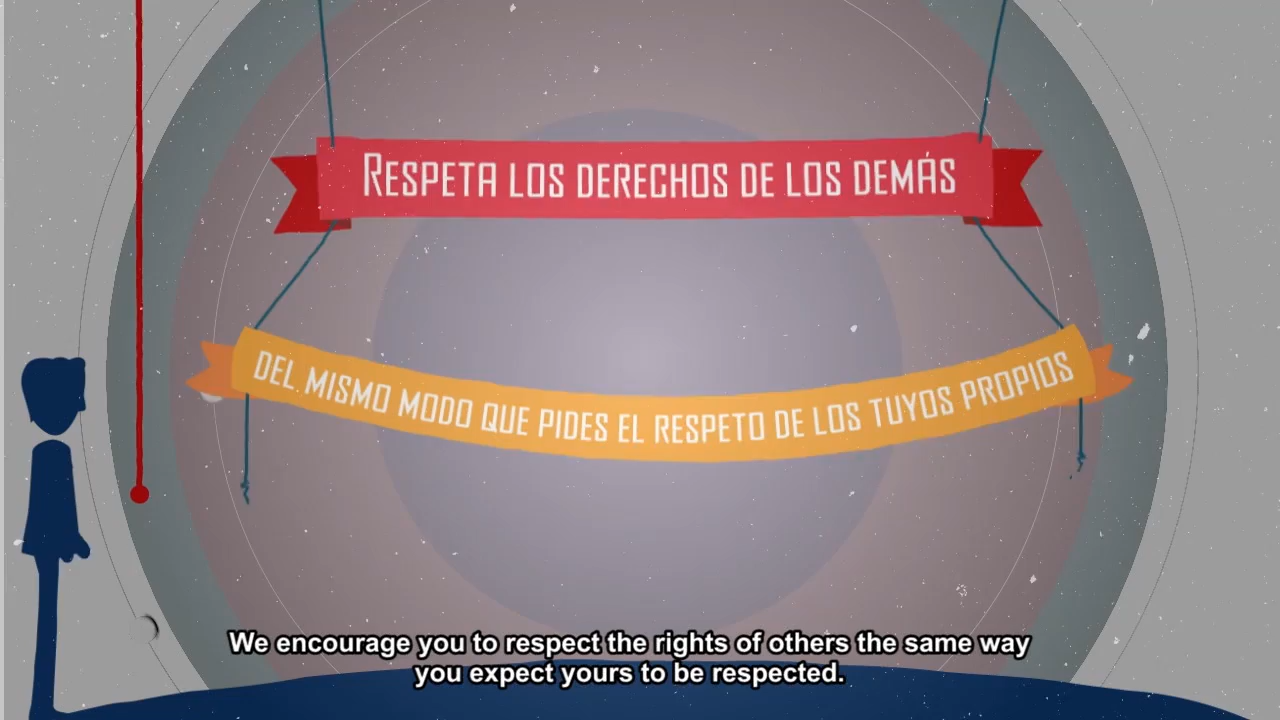 RESPETA LOS DERECHOS DE LOS DEMÁS
DEL MISMO MODO QUE PIDES EL RESPETO DE LOS TUYOS PROPIOS
We encourage you to respect the rights of others the same way
you expect yours to be respected.